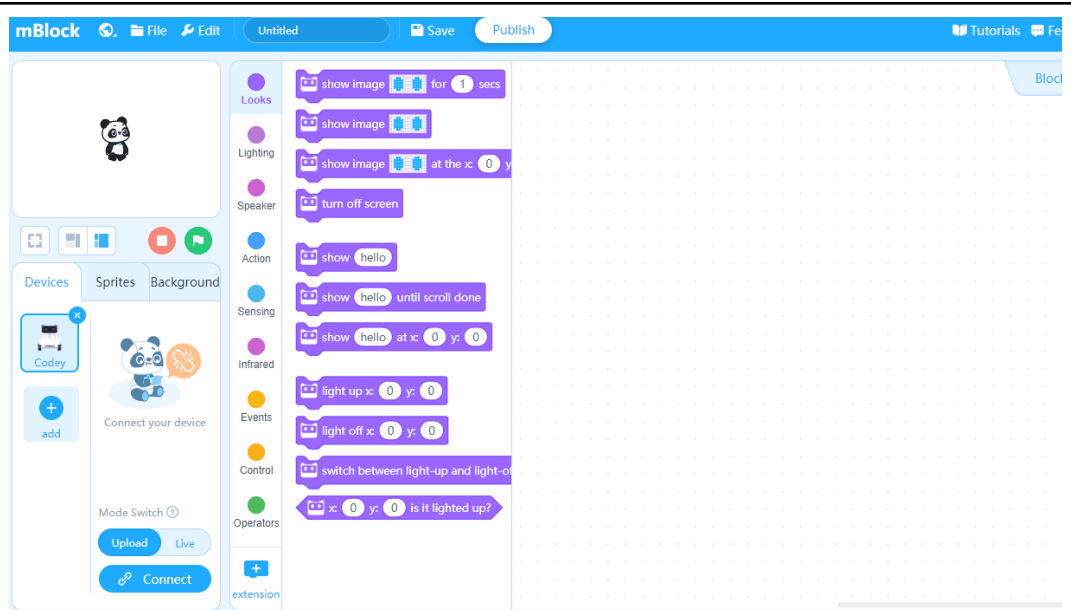 mBlock File Edit Untitled Save Publish Tutorials Fe
Bloc
Looks
Lighting
Speaker
Action
Sensing
Infrared
Events
Control
Operators
extension
show image for 1 secs
show image
show image at the x: 0 y
turn off screen
show hello
show hello until scroll done
show hello at x: 0 y: 0
light up x: 0 y: 0
light off x: 0 y: 0
switch between light-up and light-of
x: 0 y: 0 is it lighted up?
Devices Sprites Background
Codey
add
Connect your device
Mode Switch ?
Upload Live
Connect